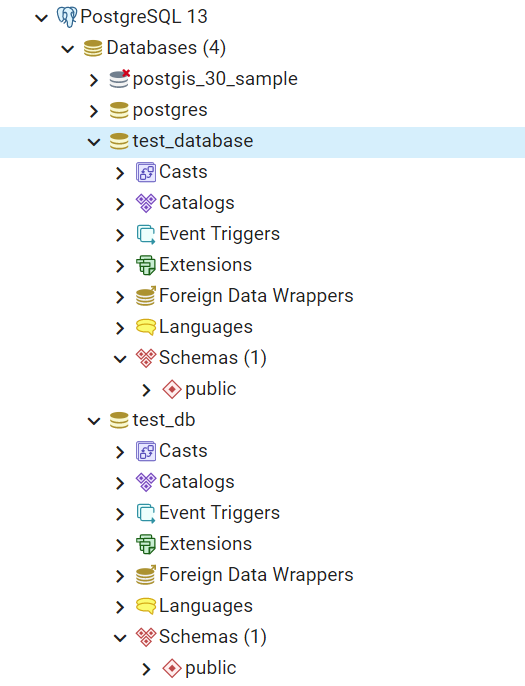 PostgreSQL 13
Databases (4)
postgis_30_sample
postgres
test_database
Casts
Catalogs
Event Triggers
Extensions
Foreign Data Wrappers
Languages
Schemas (1)
public
test_db
Casts
Catalogs
Event Triggers
Extensions
Foreign Data Wrappers
Languages
Schemas (1)
public